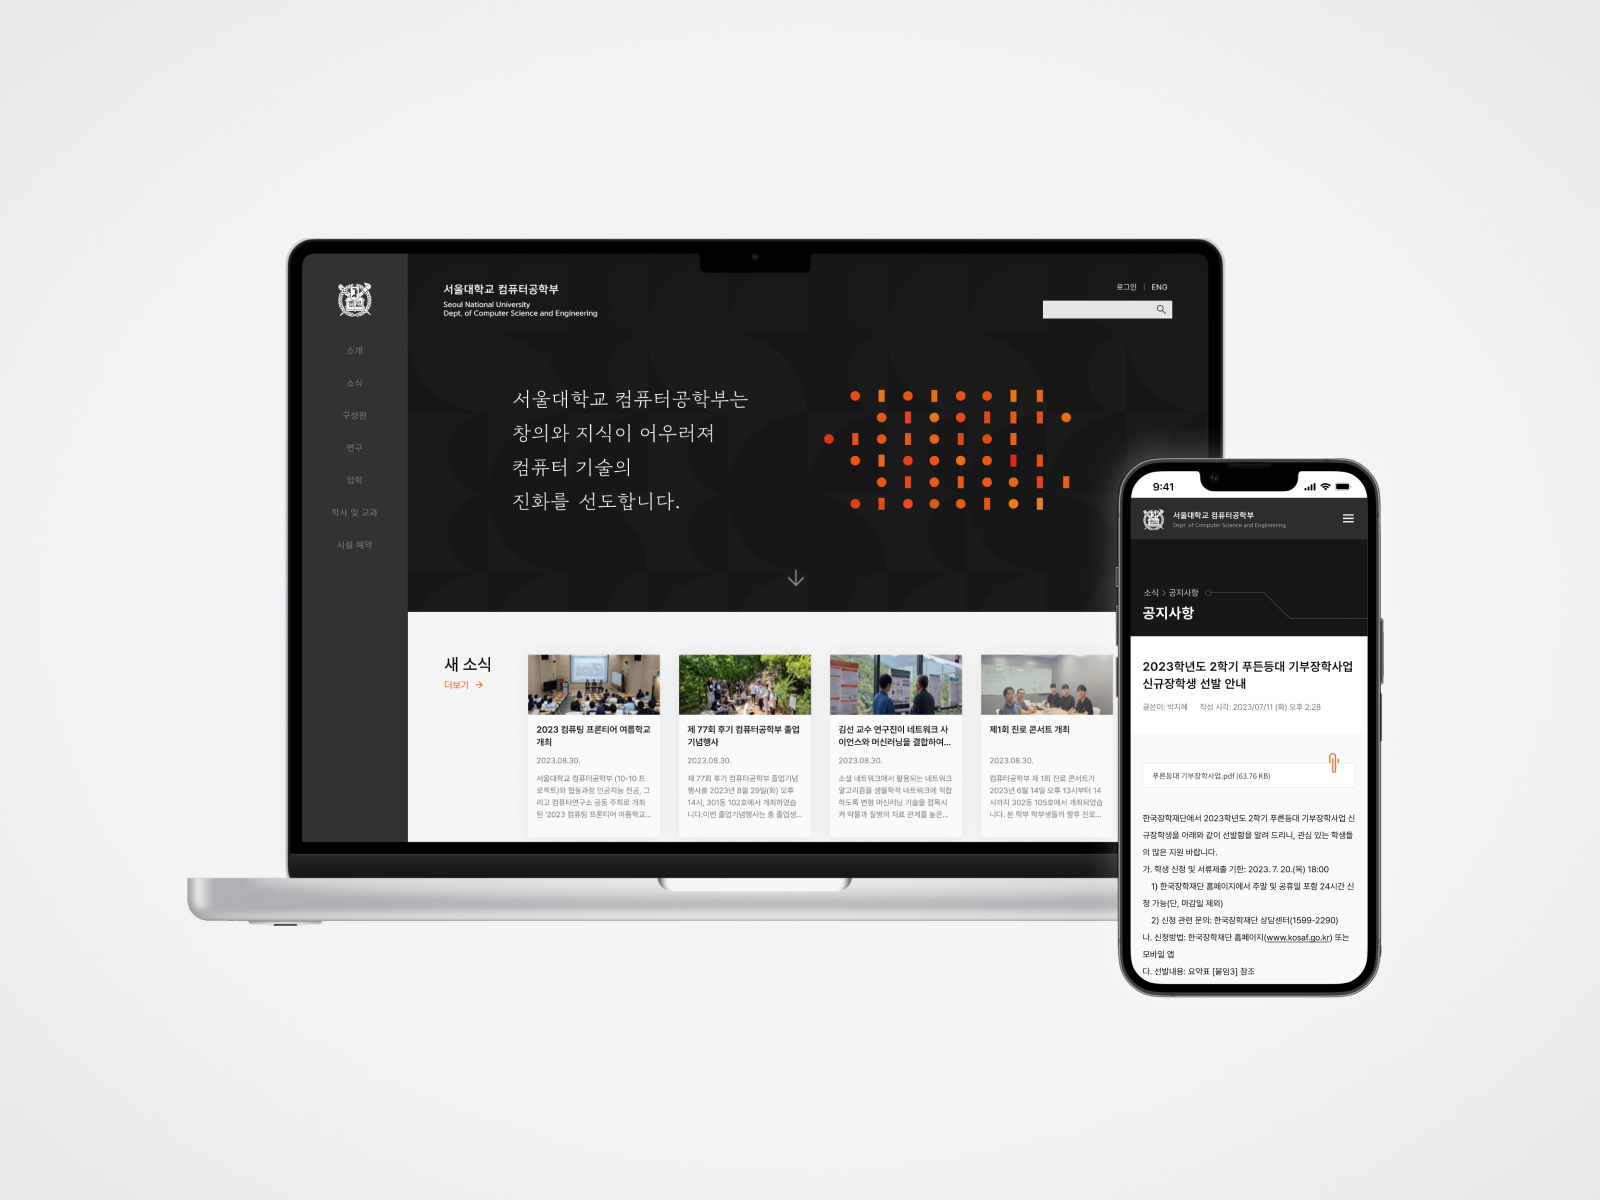 서울대학교 컴퓨터공학부
Seoul National University
Dept. of Computer Science and Engineering
로그인 | ENG
소개
소식
구성원
연구
입학
학사 및 교과
시설 예약
서울대학교 컴퓨터공학부는
창의와 지식이 어우러져
컴퓨터 기술의
진화를 선도합니다.
새 소식
더보기 →
2023 컴퓨팅 프론티어 여름학교
개최
2023.08.30.
서울대학교 컴퓨터공학부 (10-10 프
로젝트)와 협동과정 인공지능 전공, 그
리고 컴퓨터연구소 공동 주최로 개최
된 '2023 컴퓨팅 프론티어 여름학교...
제 77회 후기 컴퓨터공학부 졸업
기념행사
2023.08.30.
제 77회 후기 컴퓨터공학부 졸업기념
행사를 2023년 8월 29일(화) 오후
14시, 301동 102호에서 개최하였습
니다.이번 졸업기념행사는 총 졸업생...
김선 교수 연구진이 네트워크 사
이언스와 머신러닝을 결합하여...
2023.08.30.
소셜 네트워크에서 활용되는 네트워크
알고리즘을 생물학적 네트워크에 적합
하도록 변형 머신러닝 기술을 접목시
켜 약물과 질병의 치료 관계를 높은...
제1회 진로 콘서트 개최
2023.08.30.
컴퓨터공학부 제 1회 진로 콘서트가
2023년 6월 14일 오후 13시부터 14
시까지 302동 105호에서 개최되었습
니다. 본 학부 학부생들의 향후 진로...
9:41
서울대학교 컴퓨터공학부
Dept. of Computer Science and Engineering
소식 > 공지사항
공지사항
2023학년도 2학기 푸든등대 기부장학사업
신규장학생 선발 안내
글쓴이: 박지혜 작성 시각: 2023/07/11 (화) 오후 2:28
푸른등대 기부장학사업.pdf (63.76 KB)
한국장학재단에서 2023학년도 2학기 푸른등대 기부장학사업 신
규장학생을 아래와 같이 선발함을 알려 드리니, 관심 있는 학생들
의 많은 지원 바랍니다.
가. 학생 신청 및 서류제출 기한: 2023. 7. 20.(목) 18:00
1) 한국장학재단 홈페이지에서 주말 및 공휴일 포함 24시간 신
청 가능(단, 마감일 제외)
2) 신청 관련 문의: 한국장학재단 상담센터(1599-2290)
나. 신청방법: 한국장학재단 홈페이지(www.kosaf.go.kr) 또는
모바일 앱
다. 선발내용: 요약표 [붙임3] 참조